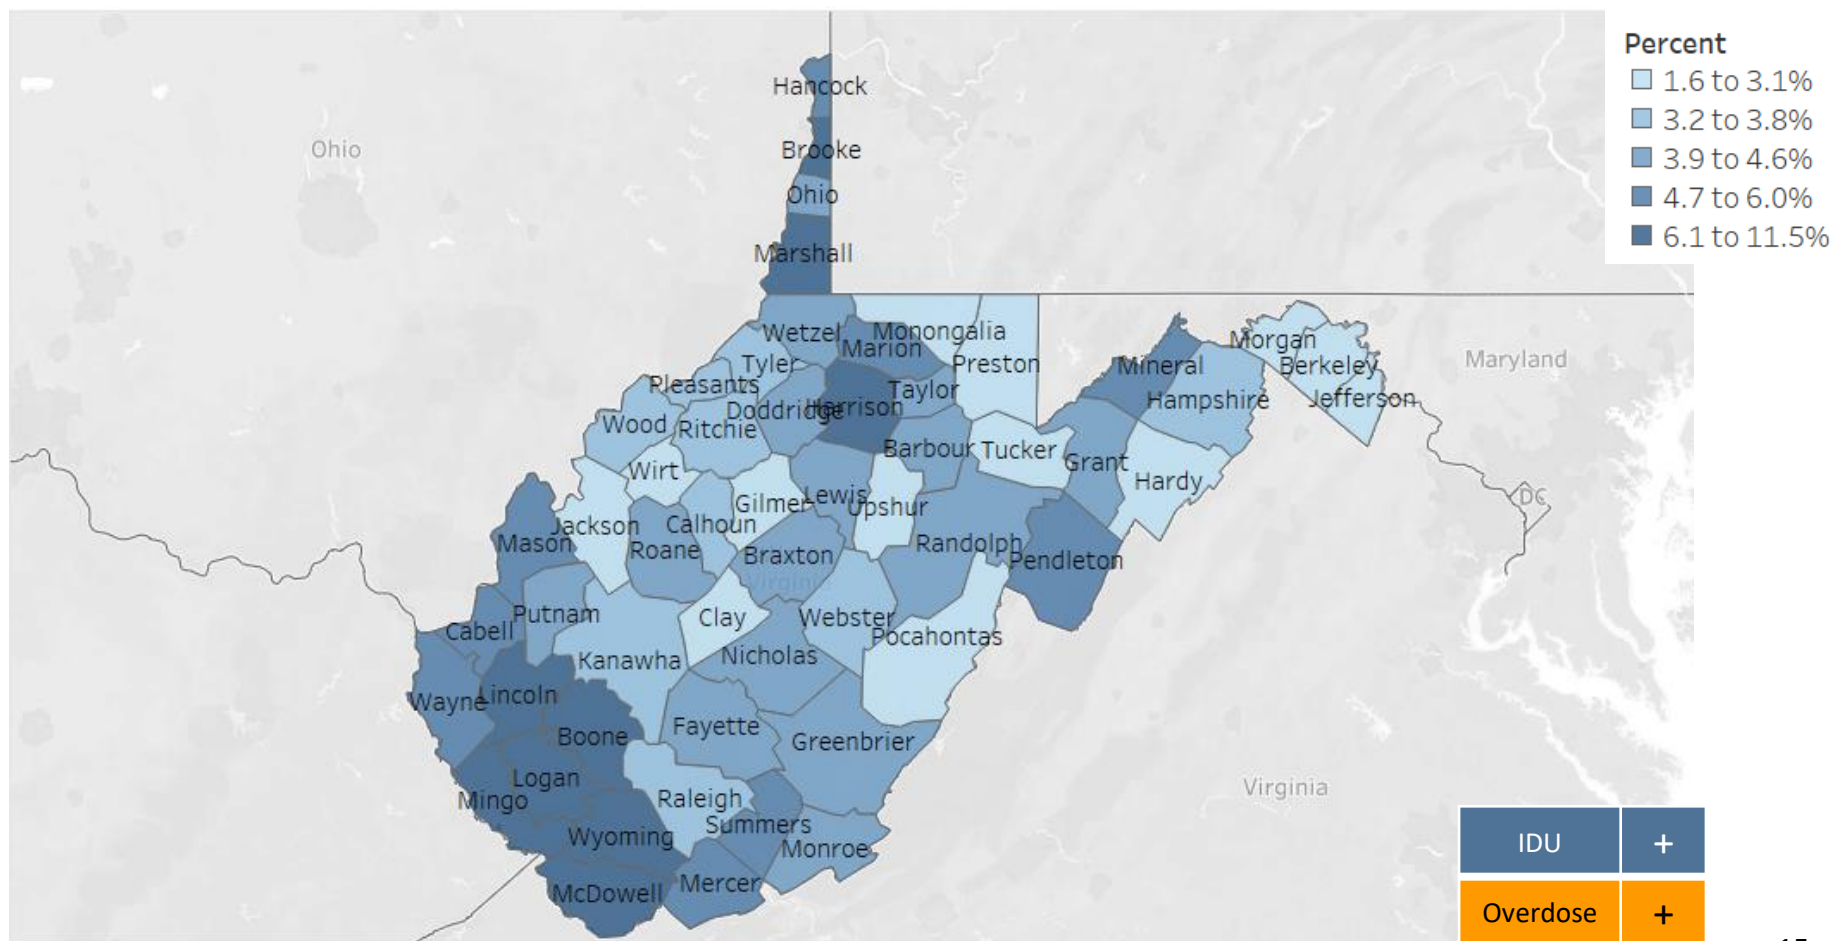 Percent
1.6 to 3.1%
3.2 to 3.8%
3.9 to 4.6%
4.7 to 6.0%
6.1 to 11.5%
Hancock
Ohio
Brooke
Ohio
Marshall
Wetzel
Monongalia
Marion
Tyler
Preston
Morgan
Maryland
Mineral
Berkeley
Pleasants
Taylor
Hampshire
Jefferson
Doddridge
Harrison
Wood
Ritchie
Barbour
Tucker
Grant
Wirt
Hardy
Gilmer
Lewis
Upshur
DC
Jackson
Calhoun
Mason
Roane
Braxton
Randolph
Pendleton
Virginia
Putnam
Clay
Webster
Cabell
Pocahontas
Kanawha
Nicholas
Wayne
Lincoln
Fayette
Boone
Greenbrier
Logan
Virginia
Mingo
Raleigh
Summers
Wyoming
Monroe
McDowell
Mercer
IDU +
Overdose +